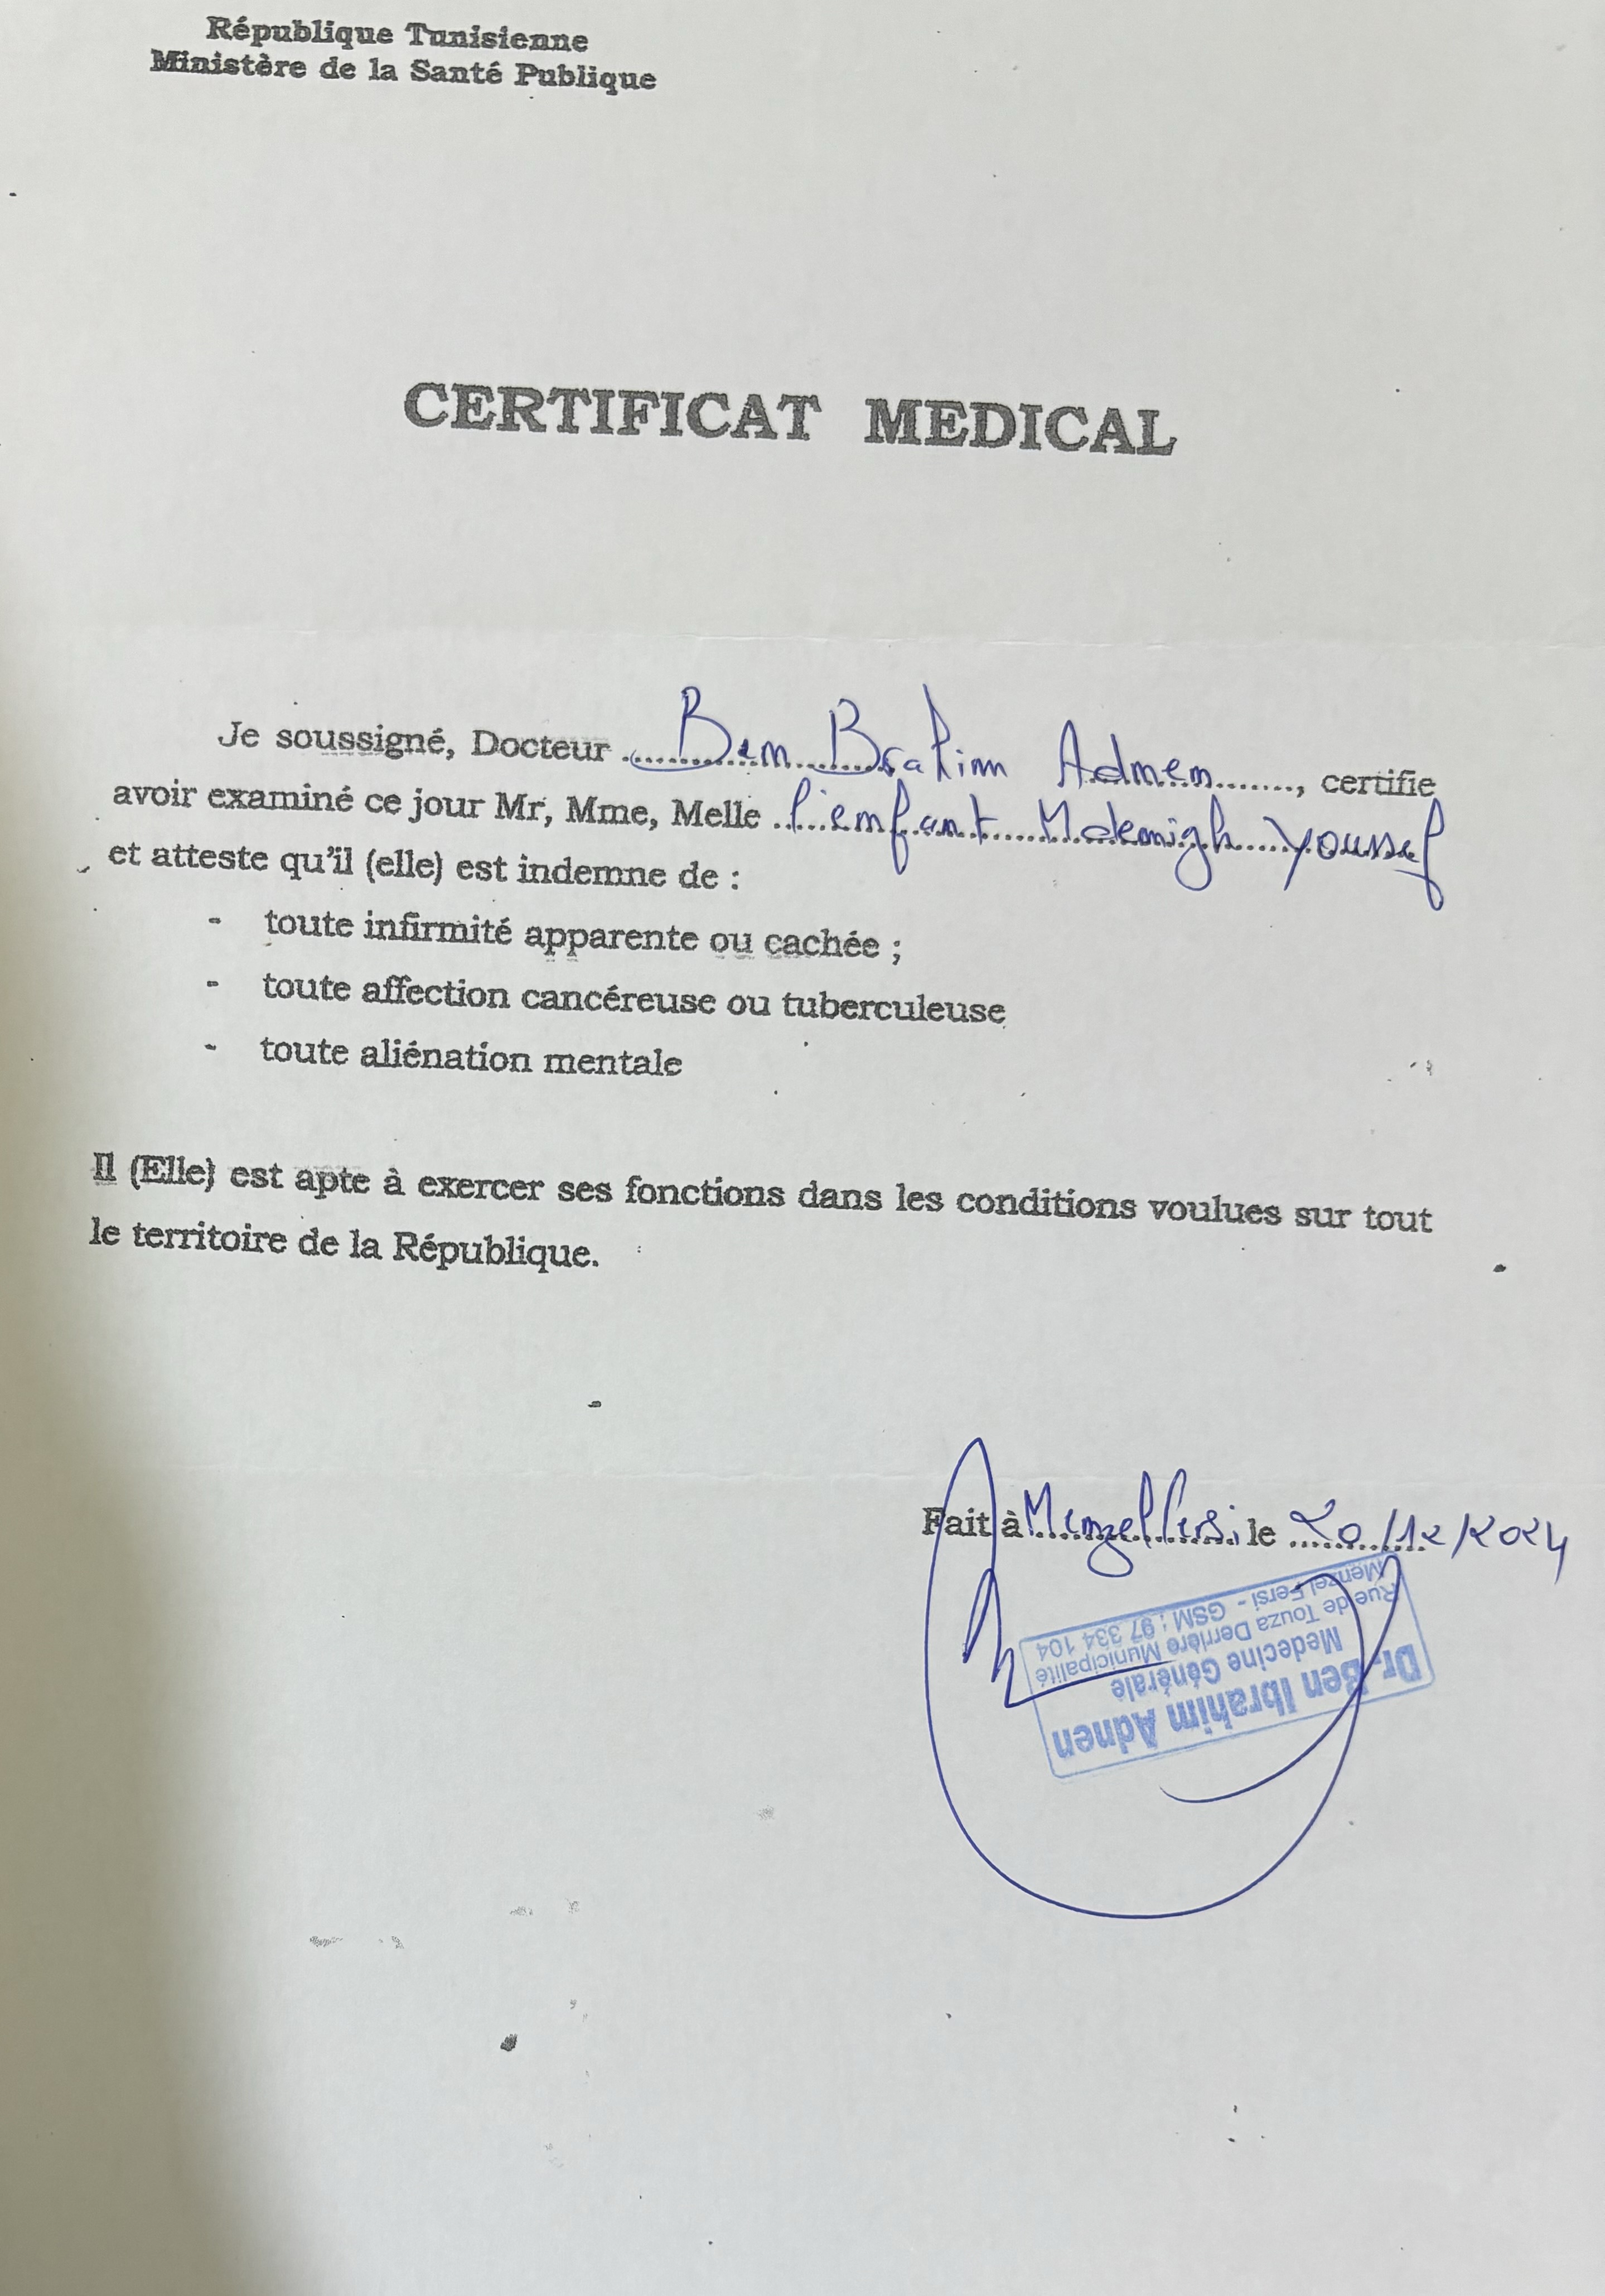 République Tunisienne
Ministère de la Santé Publique
CERTIFICAT MEDICAL
Je soussigné, Docteur Ben Brahim Adnen, certifie
avoir examiné ce jour Mr, Mme, Melle l'enfant Mdemigh Youssef
et atteste qu'il (elle) est indemne de :
- toute infirmité apparente ou cachée ;
- toute affection cancéreuse ou tuberculeuse
- toute aliénation mentale
Il (Elle) est apte à exercer ses fonctions dans les conditions voulues sur tout
le territoire de la République.
Fait à Menzel Fersi, le 20/12/2024
Dr. Ben Ibrahim Adnen
Medecine Générale
Rue de Touza Derrière Municipalité
Menzel Fersi - GSM : 97 334 104